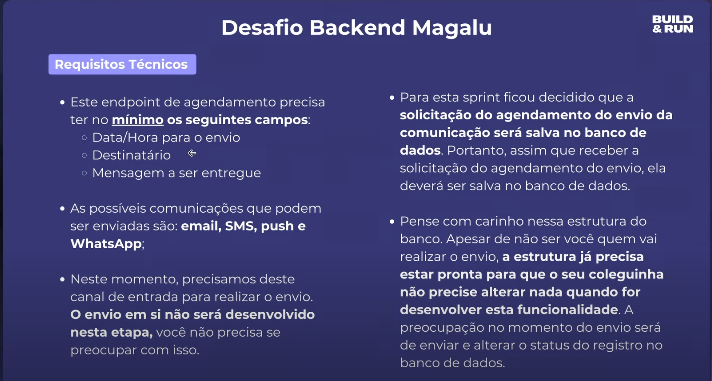 Desafio Backend Magalu
BUILD
& RUN
Requisitos Técnicos
• Este endpoint de agendamento precisa
ter no mínimo os seguintes campos:
○ Data/Hora para o envio
○ Destinatário
○ Mensagem a ser entregue
• As possíveis comunicações que podem
ser enviadas são: email, SMS, push e
WhatsApp;
• Neste momento, precisamos deste
canal de entrada para realizar o envio.
O envio em si não será desenvolvido
nesta etapa, você não precisa se
preocupar com isso.
• Para esta sprint ficou decidido que a
solicitação do agendamento do envio da
comunicação será salva no banco de
dados. Portanto, assim que receber a
solicitação do agendamento do envio, ela
deverá ser salva no banco de dados.
• Pense com carinho nessa estrutura do
banco. Apesar de não ser você quem vai
realizar o envio, a estrutura já precisa
estar pronta para que o seu coleguinha
não precise alterar nada quando for
desenvolver esta funcionalidade. A
preocupação no momento do envio será
de enviar e alterar o status do registro no
banco de dados.